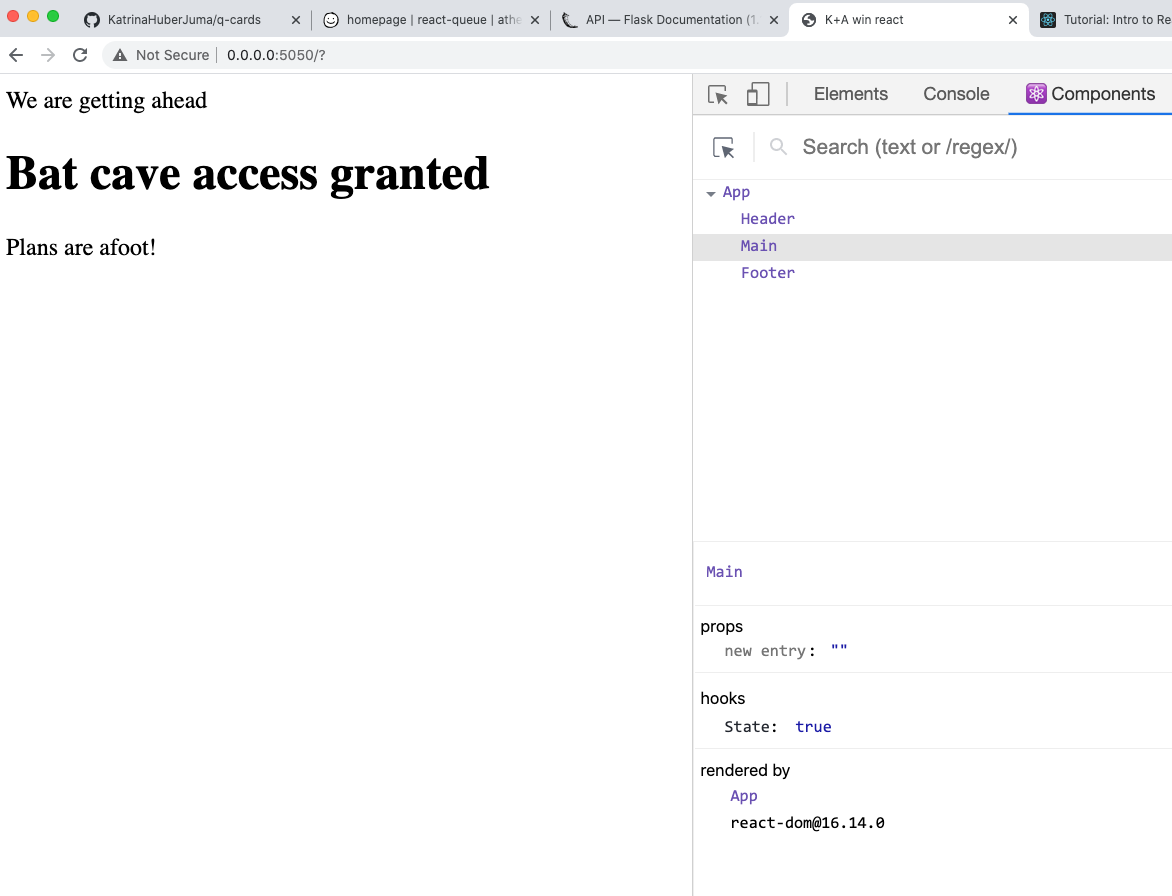 KatrinaHuberJuma/q-cards
homepage | react-queue | athe
API — Flask Documentation (1.
K+A win react
Tutorial: Intro to Re
Not Secure
0.0.0.0:5050/?
We are getting ahead
Bat cave access granted
Plans are afoot!
Elements
Console
Components
Search (text or /regex/)
App
Header
Main
Footer
Main
props
new entry: ""
hooks
State: true
rendered by
App
react-dom@16.14.0